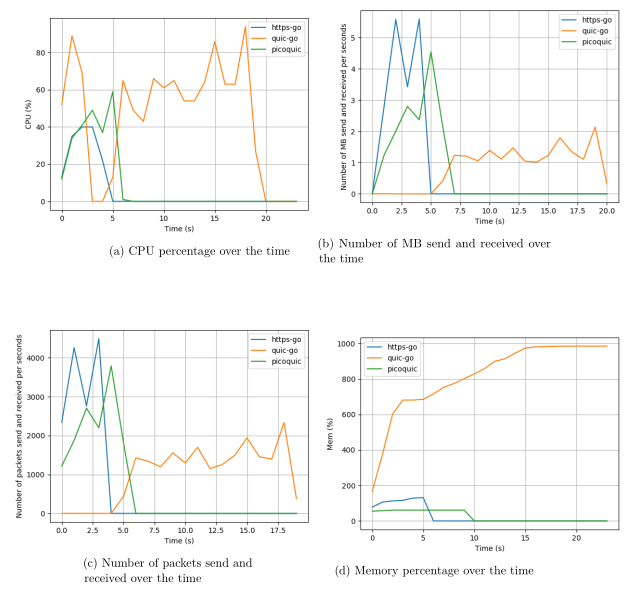 https-go
quic-go
picoquic
80
60
40
20
0
CPU (%)
0
5
10
15
20
Time (s)
(a) CPU percentage over the time
https-go
quic-go
picoquic
5
4
3
2
1
0
Number of MB send and received per seconds
0.0
2.5
5.0
7.5
10.0
12.5
15.0
17.5
20.0
Time (s)
(b) Number of MB send and received over
the time
https-go
quic-go
picoquic
4000
3000
2000
1000
0
Number of packets send and received per seconds
0.0
2.5
5.0
7.5
10.0
12.5
15.0
17.5
Time (s)
(c) Number of packets send and
received over the time
https-go
quic-go
picoquic
1000
800
600
400
200
0
Mem (%)
0
5
10
15
20
Time (s)
(d) Memory percentage over the time